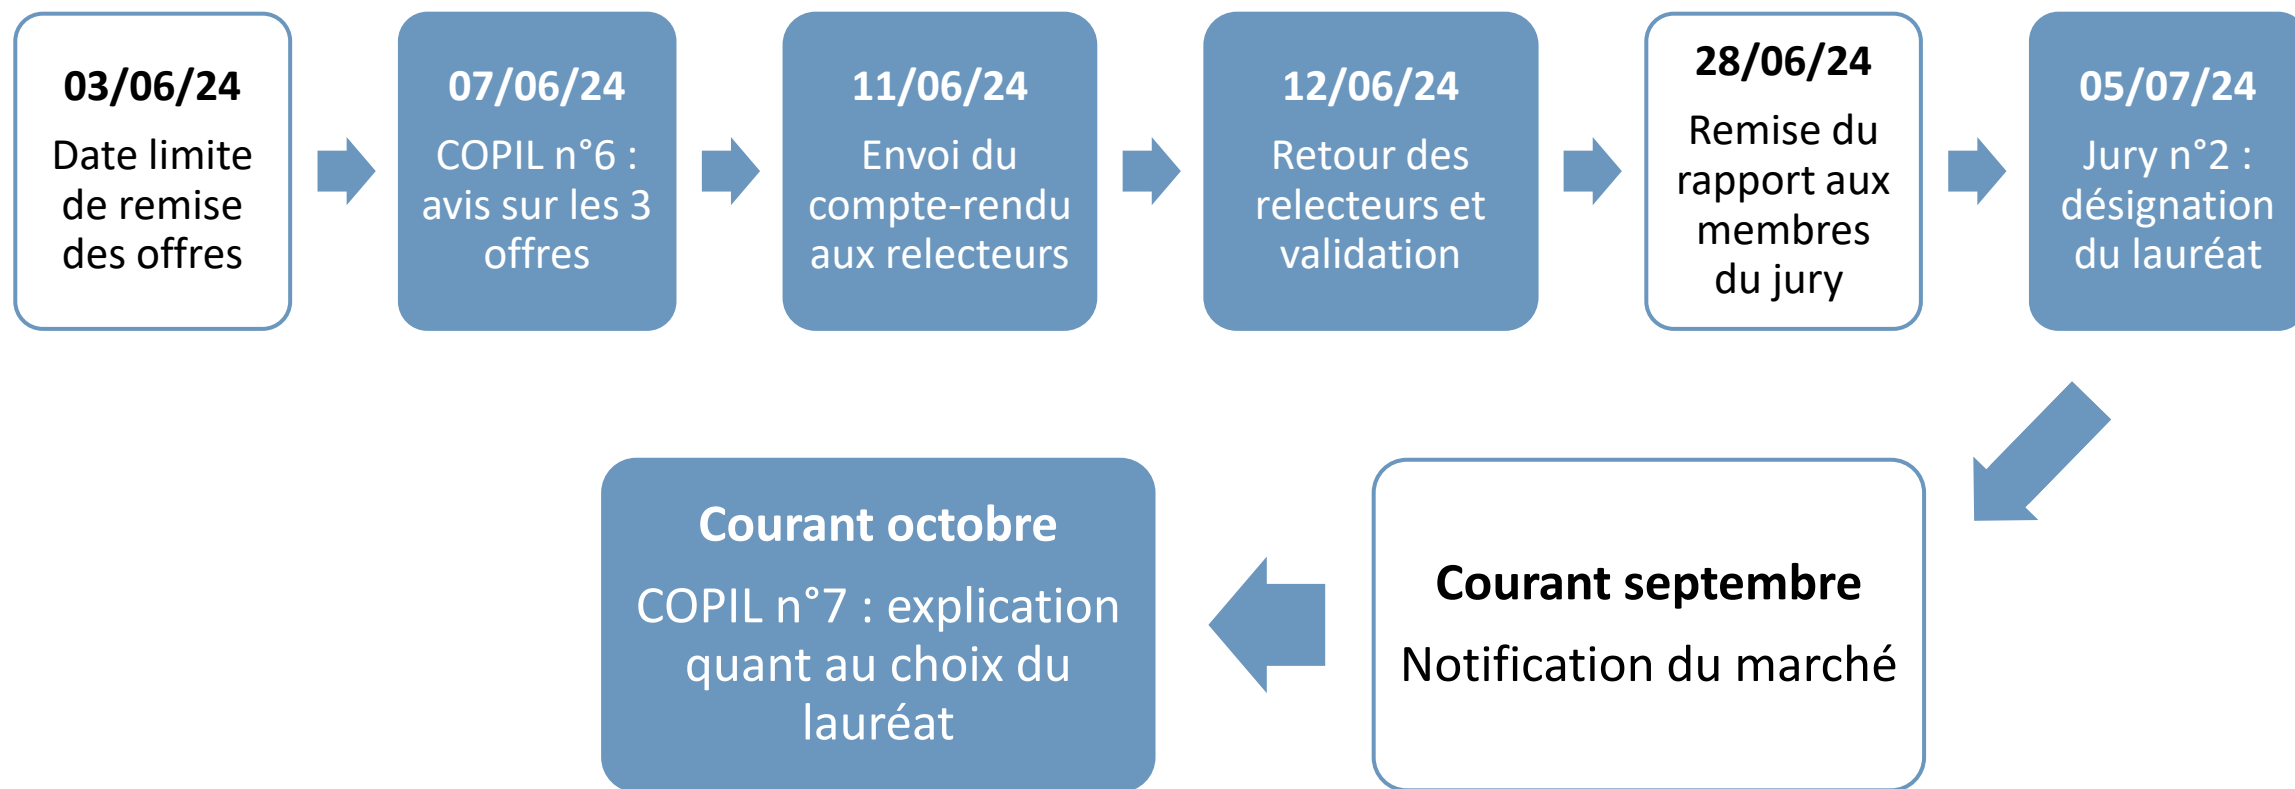 03/06/24
Date limite
de remise
des offres
07/06/24
COPIL n°6 :
avis sur les 3
offres
11/06/24
Envoi du
compte-rendu
aux relecteurs
12/06/24
Retour des
relecteurs et
validation
28/06/24
Remise du
rapport aux
membres
du jury
05/07/24
Jury n°2 :
désignation
du lauréat
Courant septembre
Notification du marché
Courant octobre
COPIL n°7 : explication
quant au choix du
lauréat